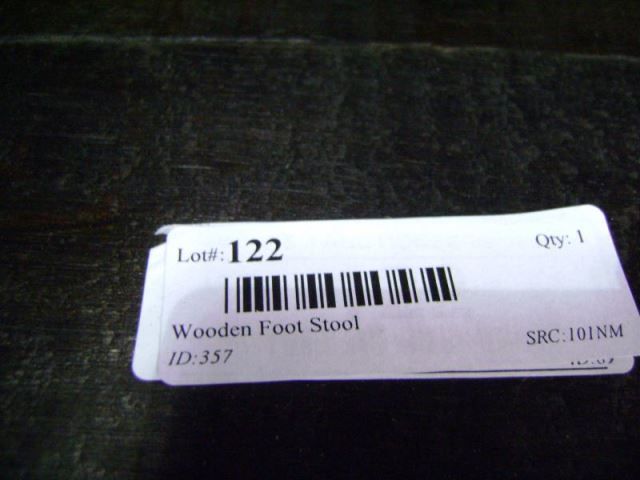 Lot#: 122 Qty: 1
Wooden Foot Stool
ID:357 SRC:101NM